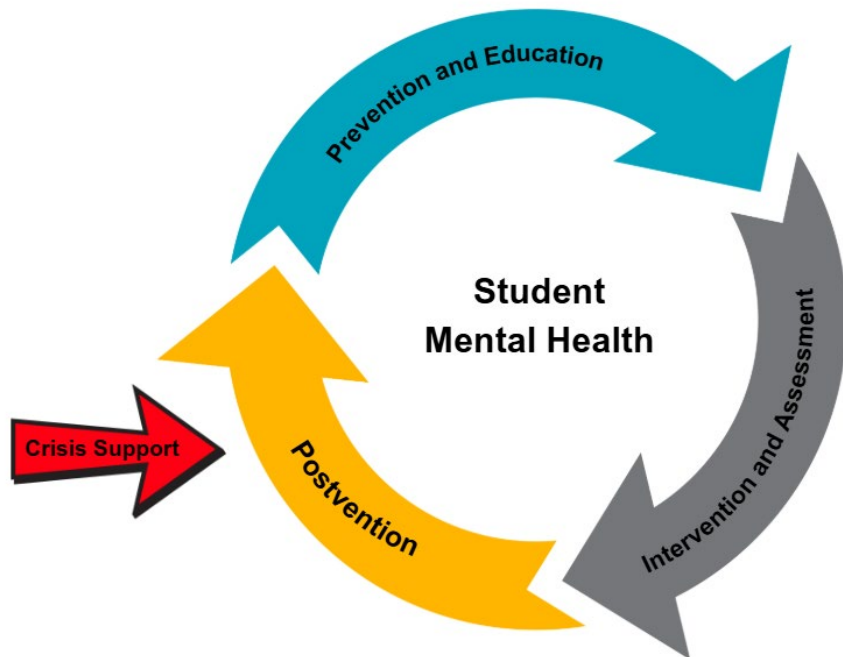 Prevention and Education
Student
Mental Health
Intervention and Assessment
Crisis Support
Postvention